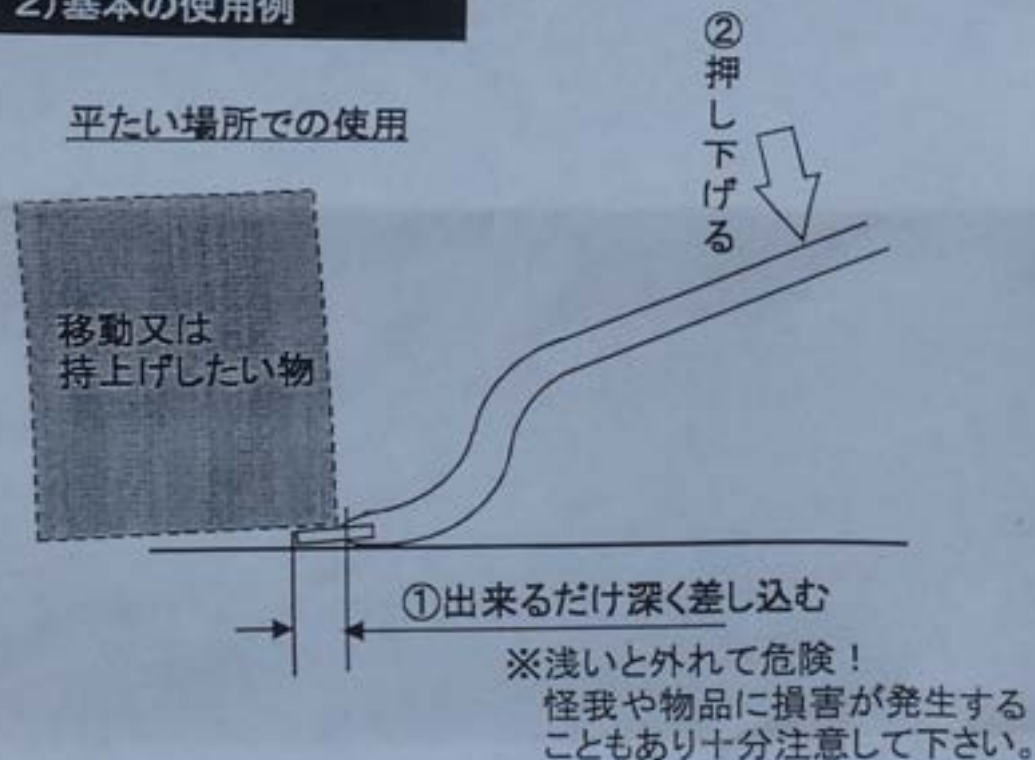 2)基本の使用例
平たい場所での使用
②押し下げる
移動又は
持上げしたい物
①出来るだけ深く差し込む
※浅いと外れて危険！
怪我や物品に損害が発生する
こともあり十分注意して下さい。